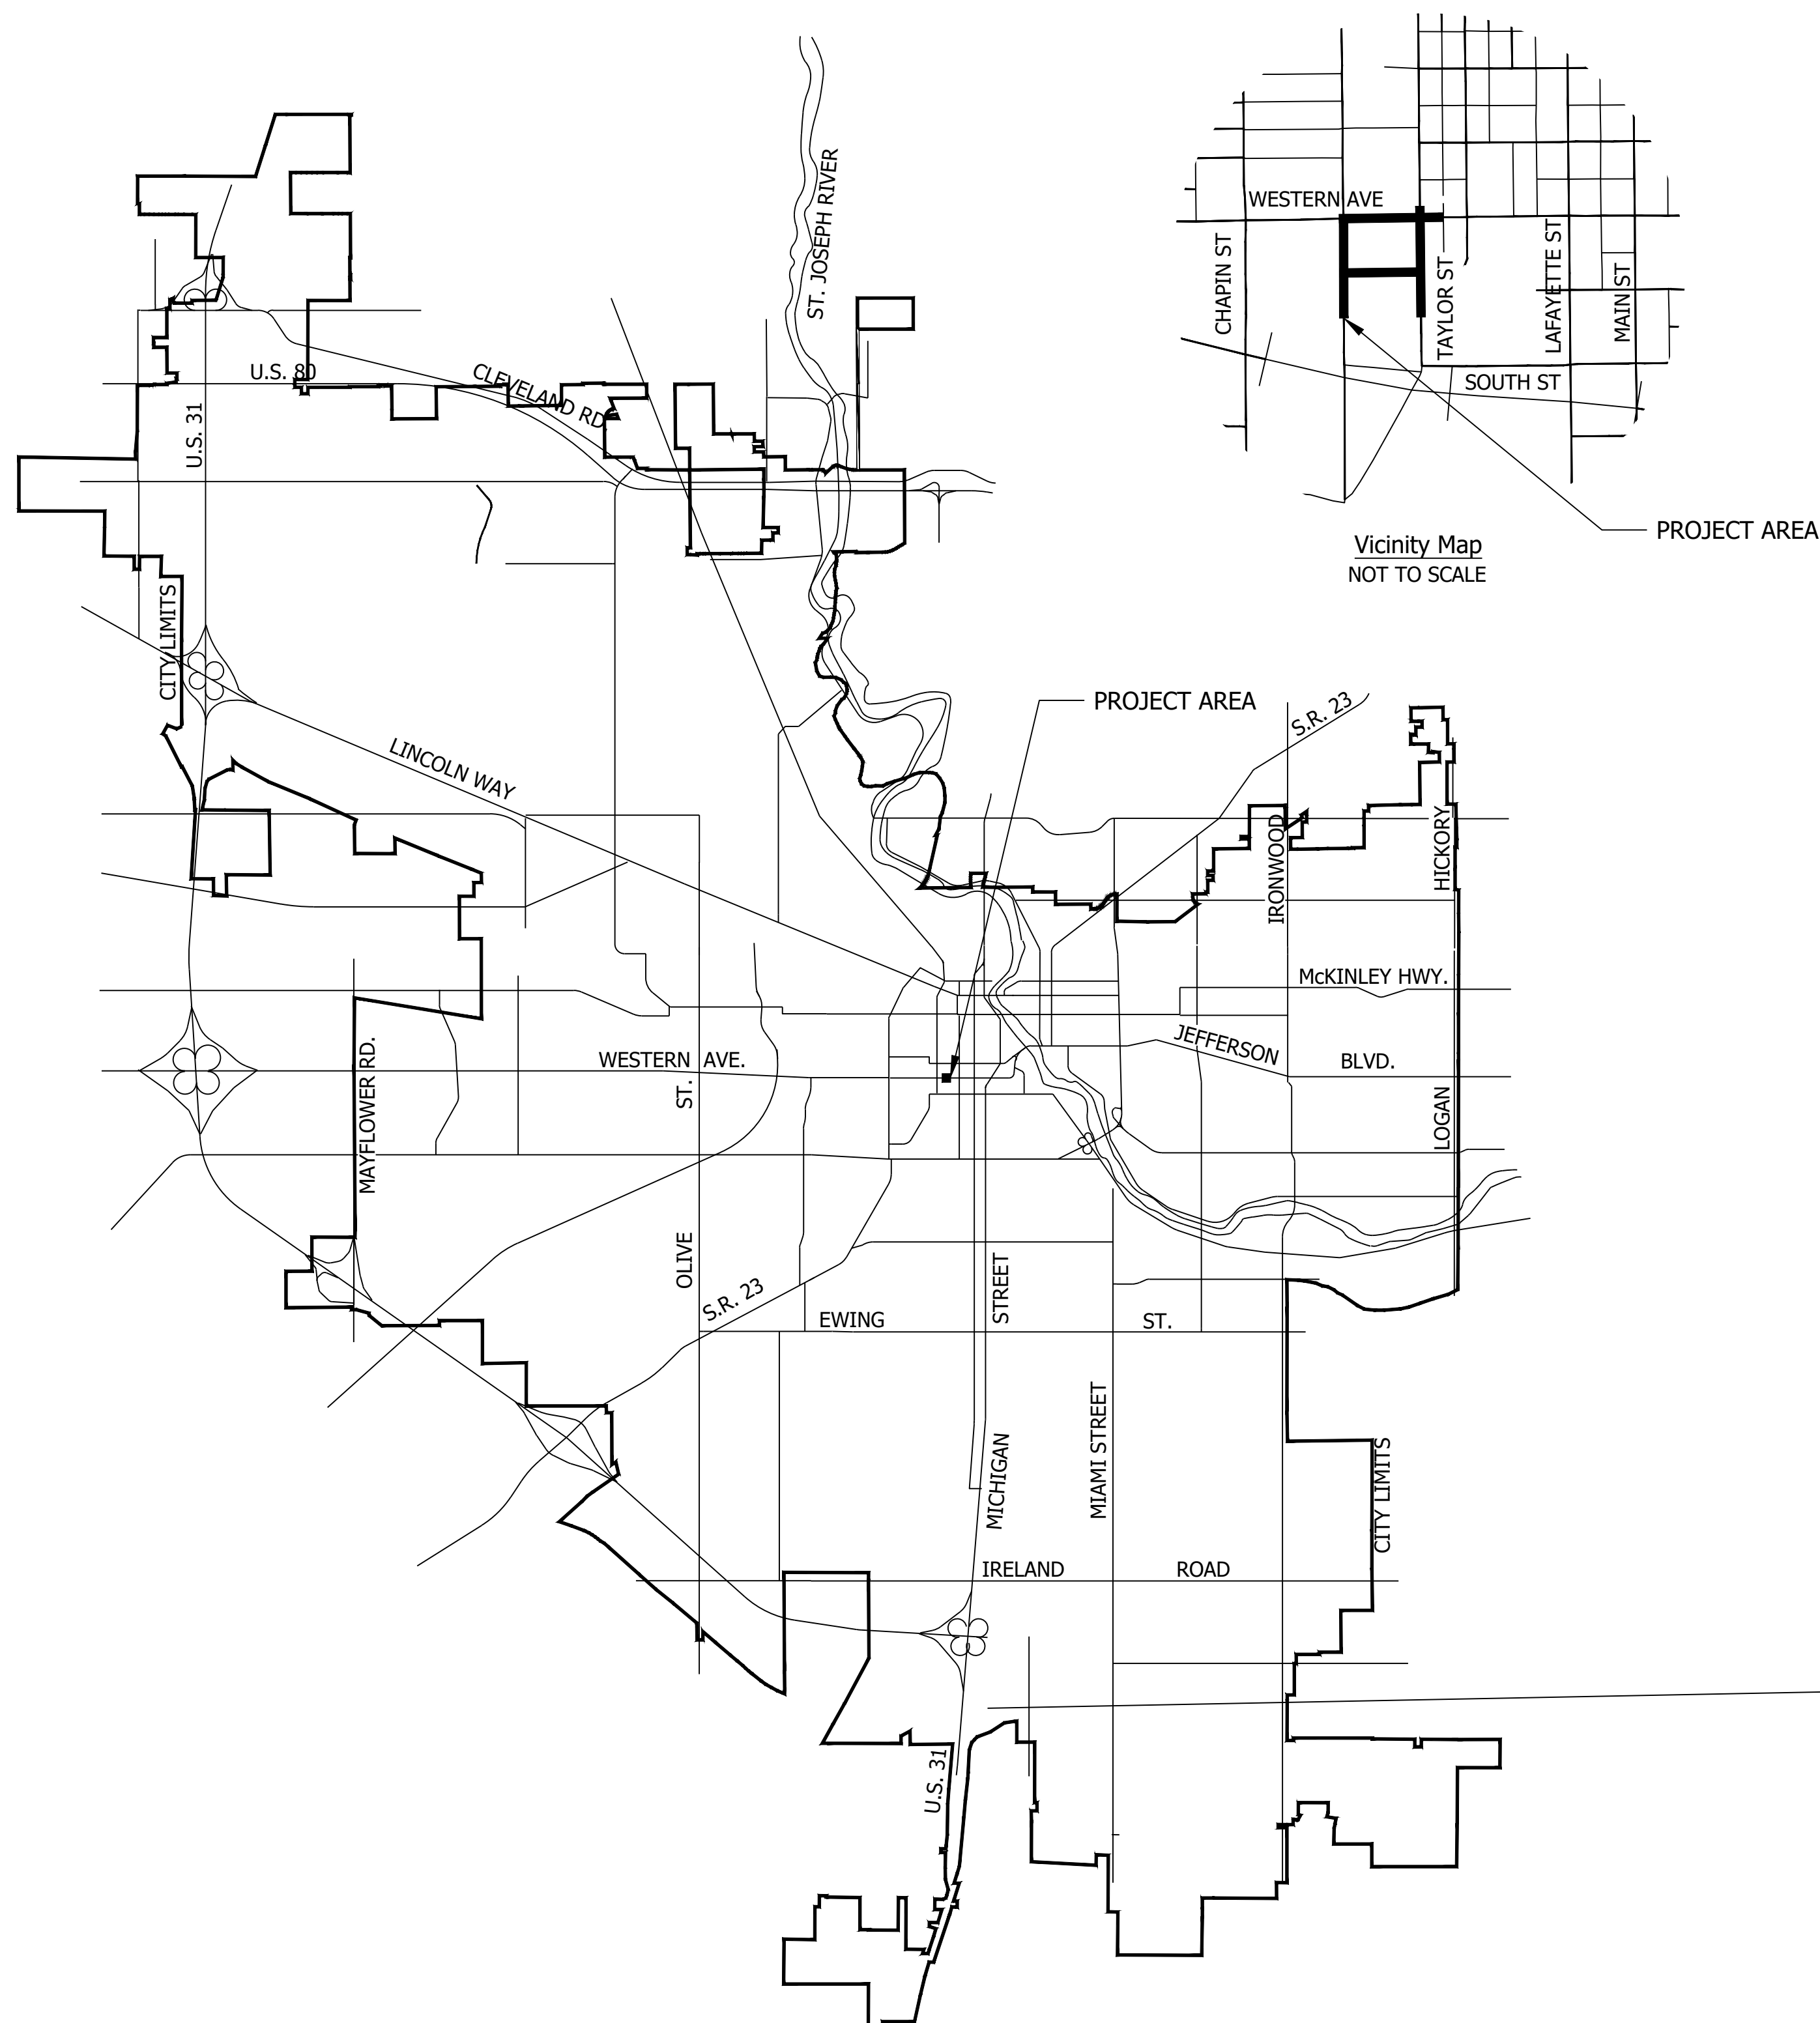 ST. JOSEPH RIVER
WESTERN AVE
CHAPIN ST
TAYLOR ST
LAFAYETTE ST
MAIN ST
SOUTH ST
PROJECT AREA
Vicinity Map
NOT TO SCALE
U.S. 80
CLEVELAND RD.
U.S. 31
CITY LIMITS
LINCOLN WAY
PROJECT AREA
S.R. 23
IRONWOOD
HICKORY
McKINLEY HWY.
JEFFERSON
BLVD.
WESTERN AVE.
MAYFLOWER RD.
ST.
LOGAN
OLIVE
S.R. 23
STREET
EWING
ST.
MICHIGAN
MIAMI STREET
CITY LIMITS
IRELAND
ROAD
U.S. 31